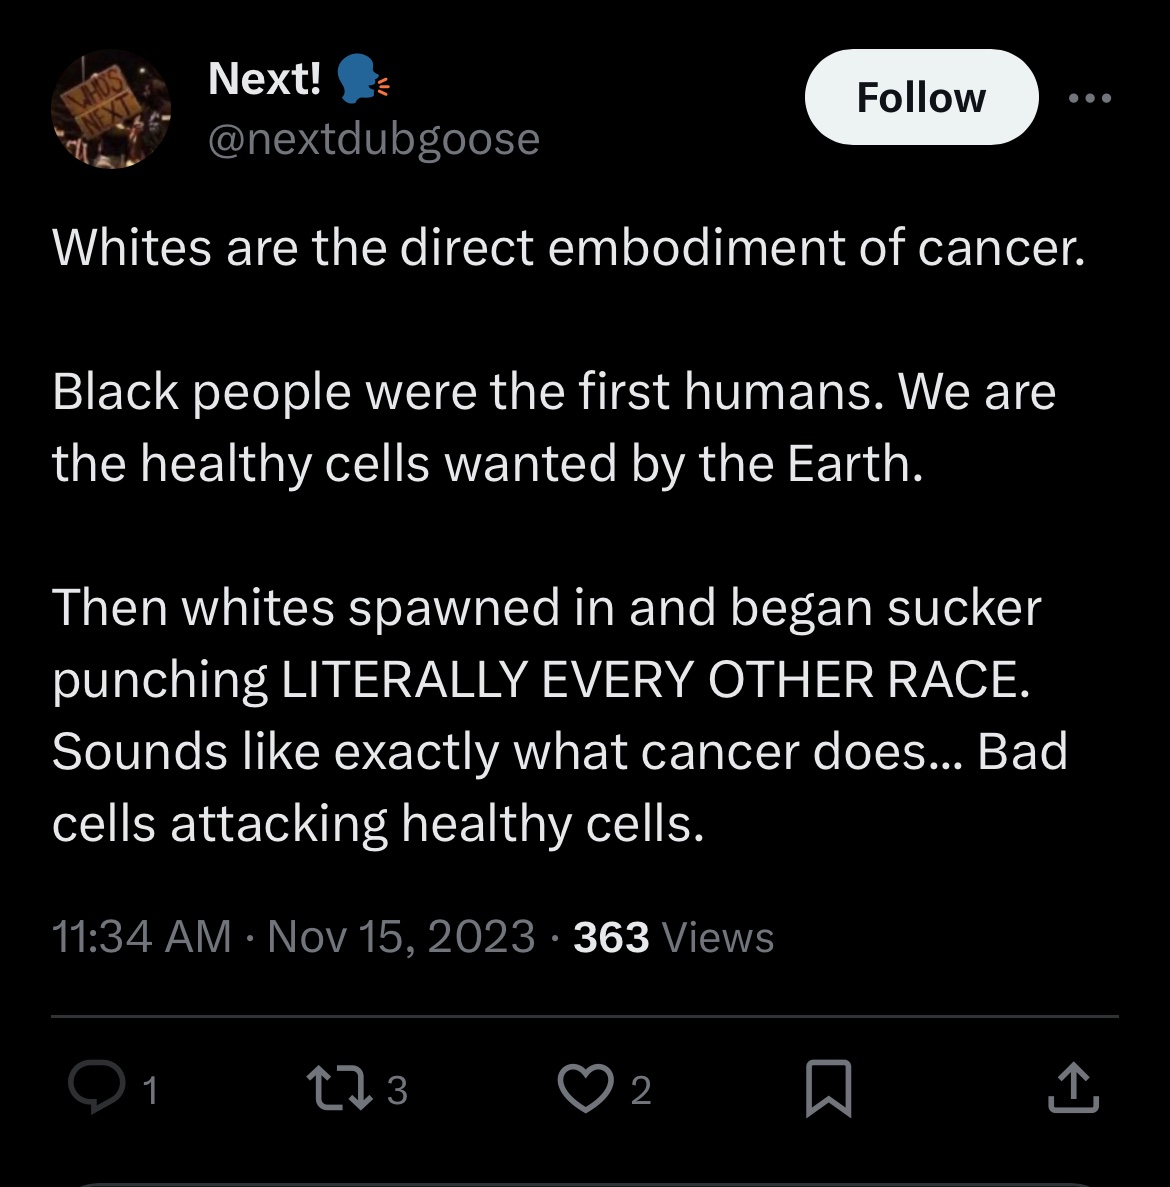 WHO'S
NEXT
Next! 🗣
@nextdubgoose
Follow
Whites are the direct embodiment of cancer.
Black people were the first humans. We are
the healthy cells wanted by the Earth.
Then whites spawned in and began sucker
punching LITERALLY EVERY OTHER RACE.
Sounds like exactly what cancer does... Bad
cells attacking healthy cells.
11:34 AM · Nov 15, 2023 · 363 Views
1
3
2